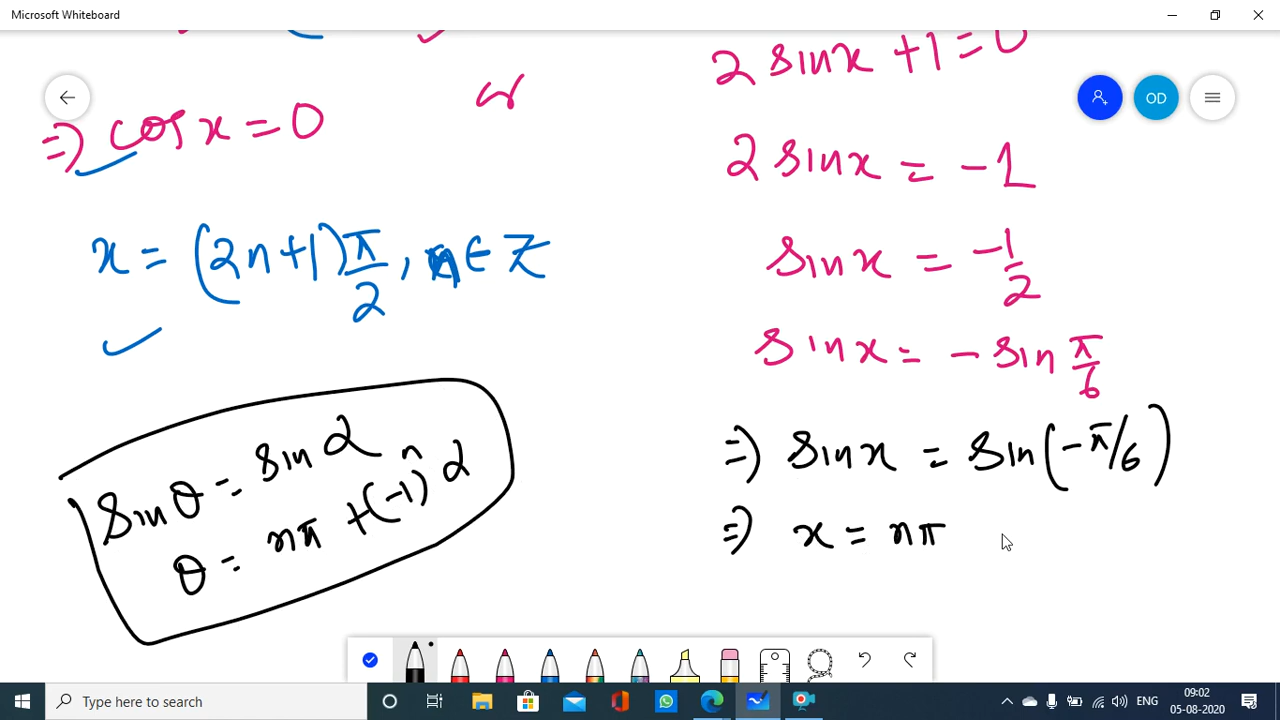 Microsoft Whiteboard
OD
⇒ cos x = 0
or
x = (2n+1)π/2, n ∈ Z
sin θ = sin α
θ = nπ + (-1)^n α
2 sin x + 1 = 0
2 sin x = -1
sin x = -1/2
sin x = - sin π/6
⇒ sin x = sin(-π/6)
⇒ x = nπ
Type here to search
ENG
09:02
05-08-2020